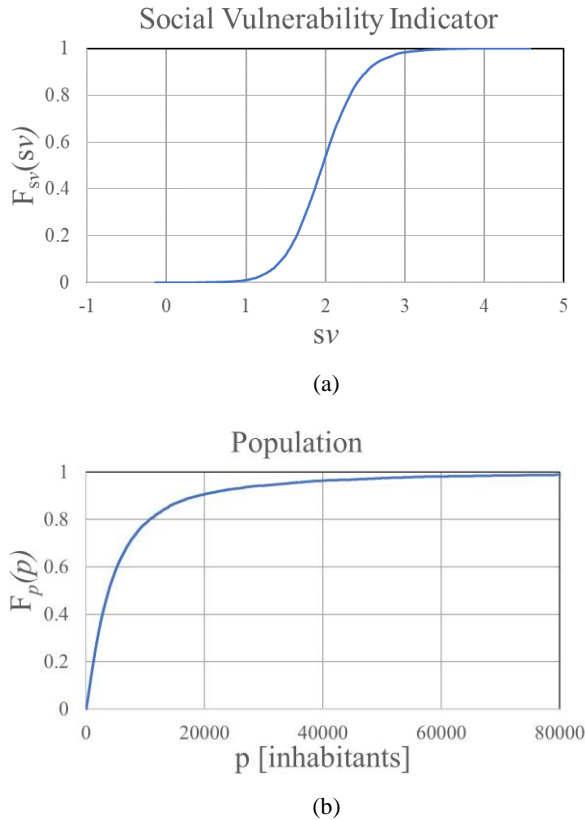 Social Vulnerability Indicator
1
0.8
0.6
0.4
0.2
0
F_sv(sv)
-1 0 1 2 3 4 5
sv
(a)
Population
1
0.8
0.6
0.4
0.2
0
F_p(p)
0 20000 40000 60000 80000
p [inhabitants]
(b)